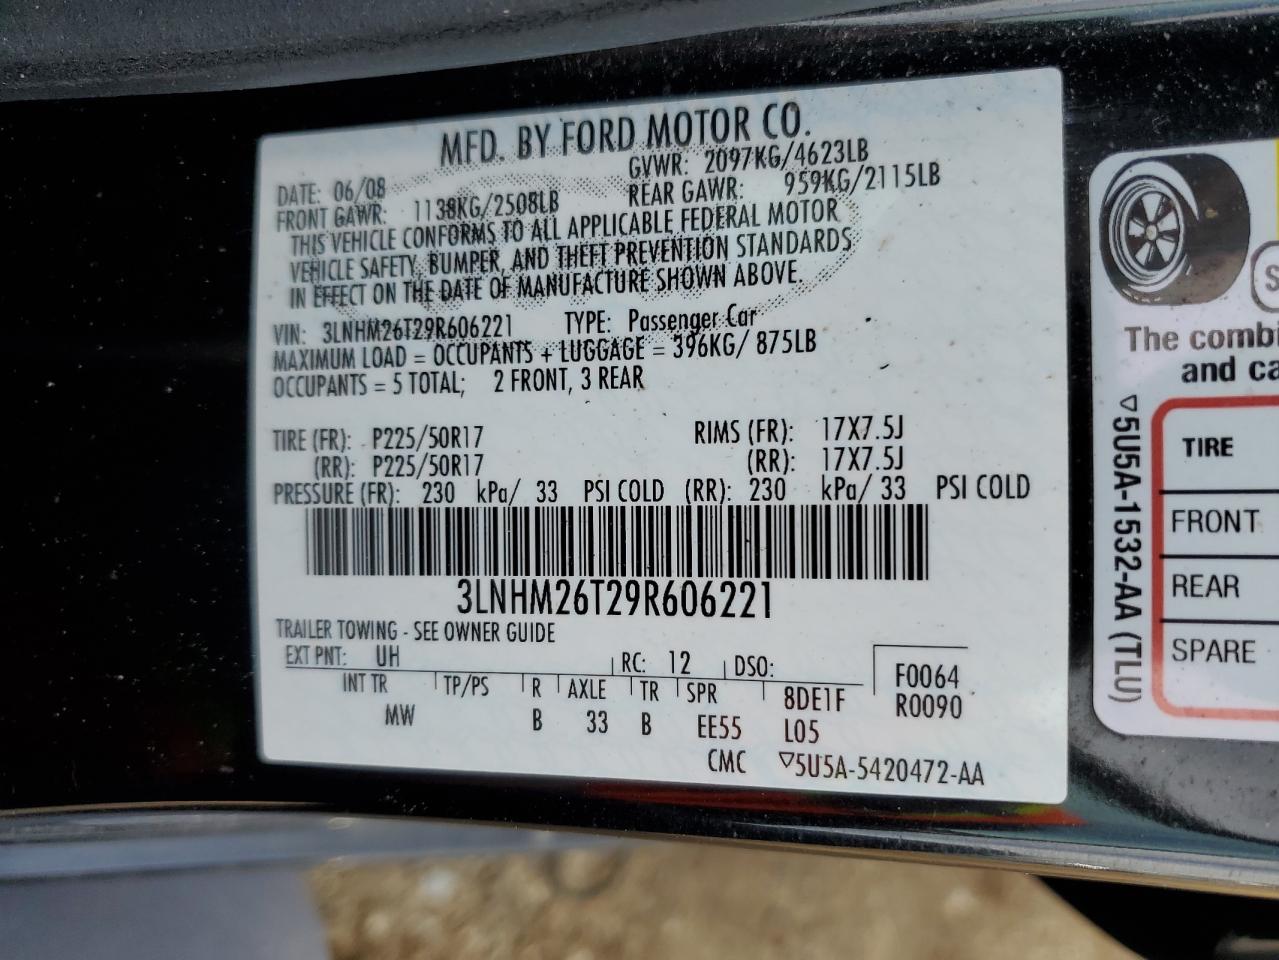 MFD. BY FORD MOTOR CO.
DATE: 06/08 GVWR: 2097KG/4623LB
FRONT GAWR: 1138KG/2508LB REAR GAWR: 959KG/2115LB
THIS VEHICLE CONFORMS TO ALL APPLICABLE FEDERAL MOTOR
VEHICLE SAFETY, BUMPER, AND THEFT PREVENTION STANDARDS
IN EFFECT ON THE DATE OF MANUFACTURE SHOWN ABOVE.
VIN: 3LNHM26T29R606221 TYPE: Passenger Car
MAXIMUM LOAD = OCCUPANTS + LUGGAGE = 396KG/ 875LB
OCCUPANTS = 5 TOTAL; 2 FRONT, 3 REAR
TIRE (FR): P225/50R17 RIMS (FR): 17X7.5J
(RR): P225/50R17 (RR): 17X7.5J
PRESSURE (FR): 230 kPa/ 33 PSI COLD (RR): 230 kPa/ 33 PSI COLD
3LNHM26T29R606221
TRAILER TOWING - SEE OWNER GUIDE
EXT PNT: UH RC: 12 DSO:
INT TR TP/PS R AXLE TR SPR 8DE1F F0064
MW B 33 B EE55 L05 R0090
CMC ▽5U5A-5420472-AA
The combi
and ca
▽5U5A-1532-AA (TLU)
TIRE
FRONT
REAR
SPARE